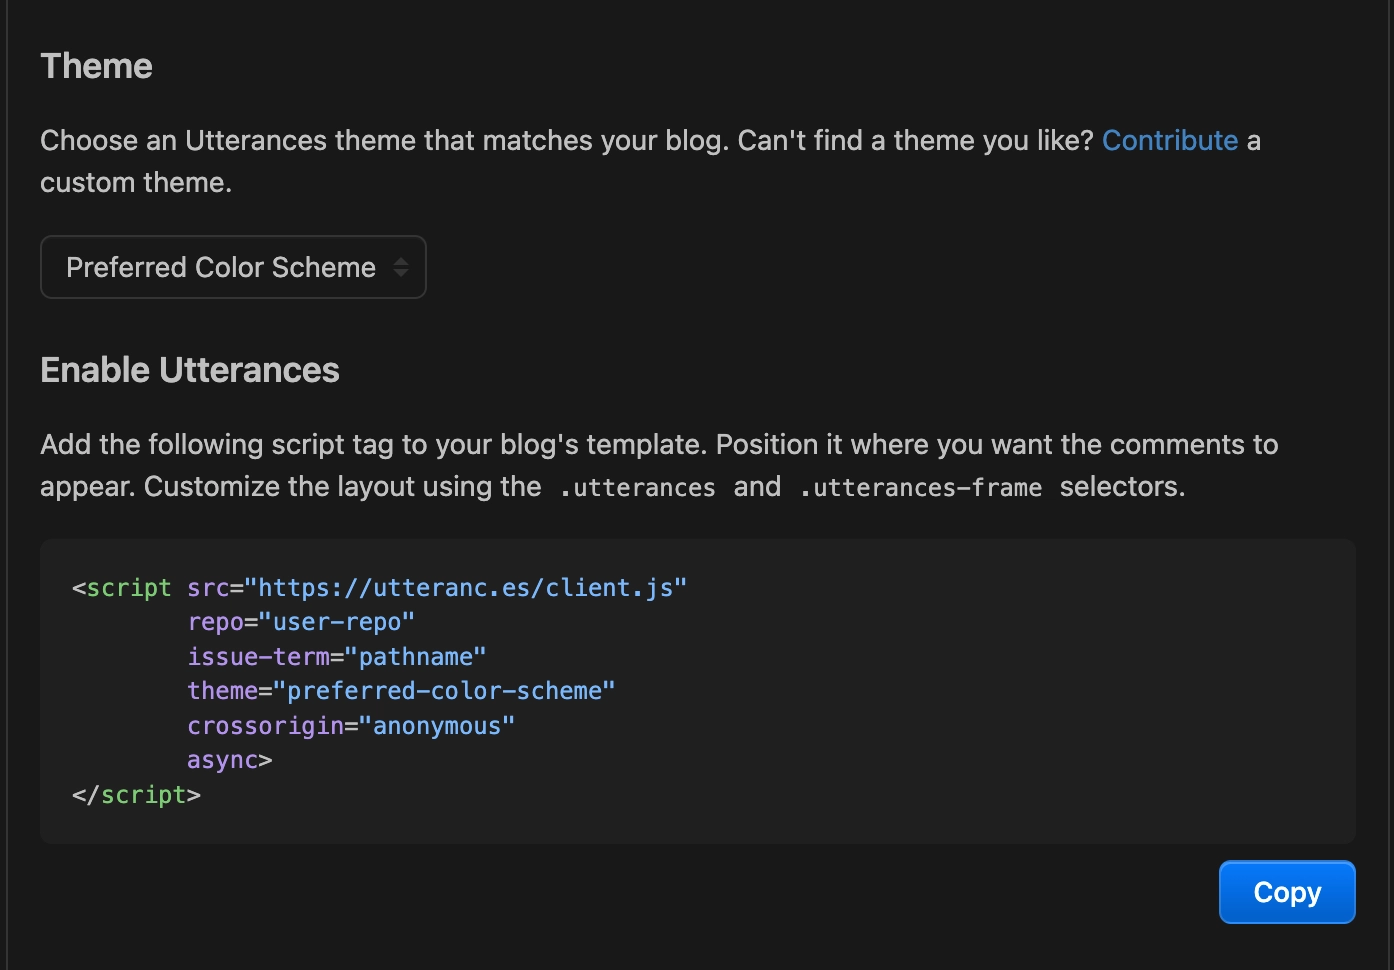 Theme
Choose an Utterances theme that matches your blog. Can't find a theme you like? Contribute a
custom theme.
Preferred Color Scheme
Enable Utterances
Add the following script tag to your blog's template. Position it where you want the comments to
appear. Customize the layout using the .utterances and .utterances-frame selectors.
<script src="https://utteranc.es/client.js"
        repo="user-repo"
        issue-term="pathname"
        theme="preferred-color-scheme"
        crossorigin="anonymous"
        async>
</script>
Copy